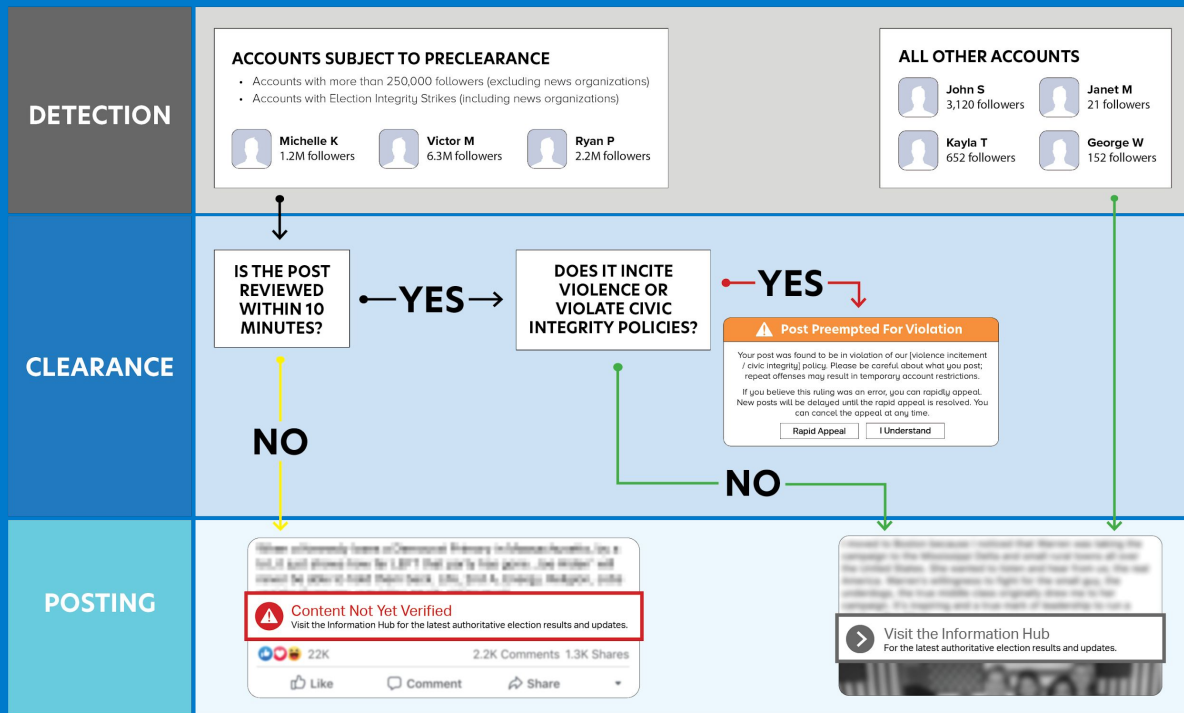 DETECTION
ACCOUNTS SUBJECT TO PRECLEARANCE
• Accounts with more than 250,000 followers (excluding news organizations)
• Accounts with Election Integrity Strikes (including news organizations)
Michelle K
1.2M followers
Victor M
6.3M followers
Ryan P
2.2M followers
ALL OTHER ACCOUNTS
John S
3,120 followers
Janet M
21 followers
Kayla T
652 followers
George W
152 followers
CLEARANCE
IS THE POST
REVIEWED
WITHIN 10
MINUTES?
YES
DOES IT INCITE
VIOLENCE OR
VIOLATE CIVIC
INTEGRITY POLICIES?
YES
Post Preempted For Violation
Your post was found to be in violation of our [violence incitement
/ civic integrity] policy. Please be careful about what you post;
repeat offenses may result in temporary account restrictions.
If you believe this ruling was an error, you can rapidly appeal.
New posts will be delayed until the rapid appeal is resolved. You
can cancel the appeal at any time.
Rapid Appeal
I Understand
NO
NO
POSTING
Content Not Yet Verified
Visit the Information Hub for the latest authoritative election results and updates.
22K
2.2K Comments 1.3K Shares
Like
Comment
Share
Visit the Information Hub
For the latest authoritative election results and updates.